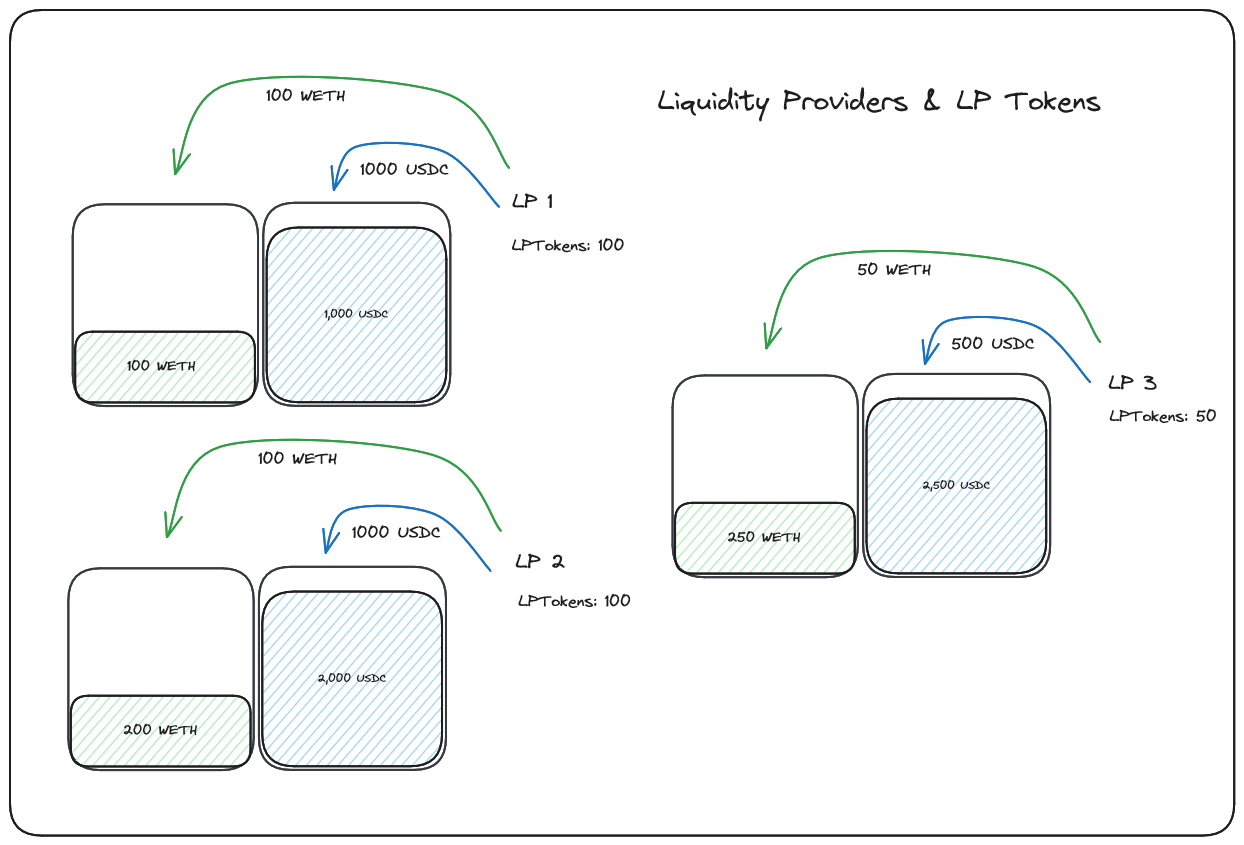 Liquidity Providers & LP Tokens
100 WETH
1000 USDC
LP 1
LPTokens: 100
1,000 USDC
100 WETH
100 WETH
1000 USDC
LP 2
LPTokens: 100
2,000 USDC
200 WETH
50 WETH
500 USDC
LP 3
LPTokens: 50
2,500 USDC
250 WETH